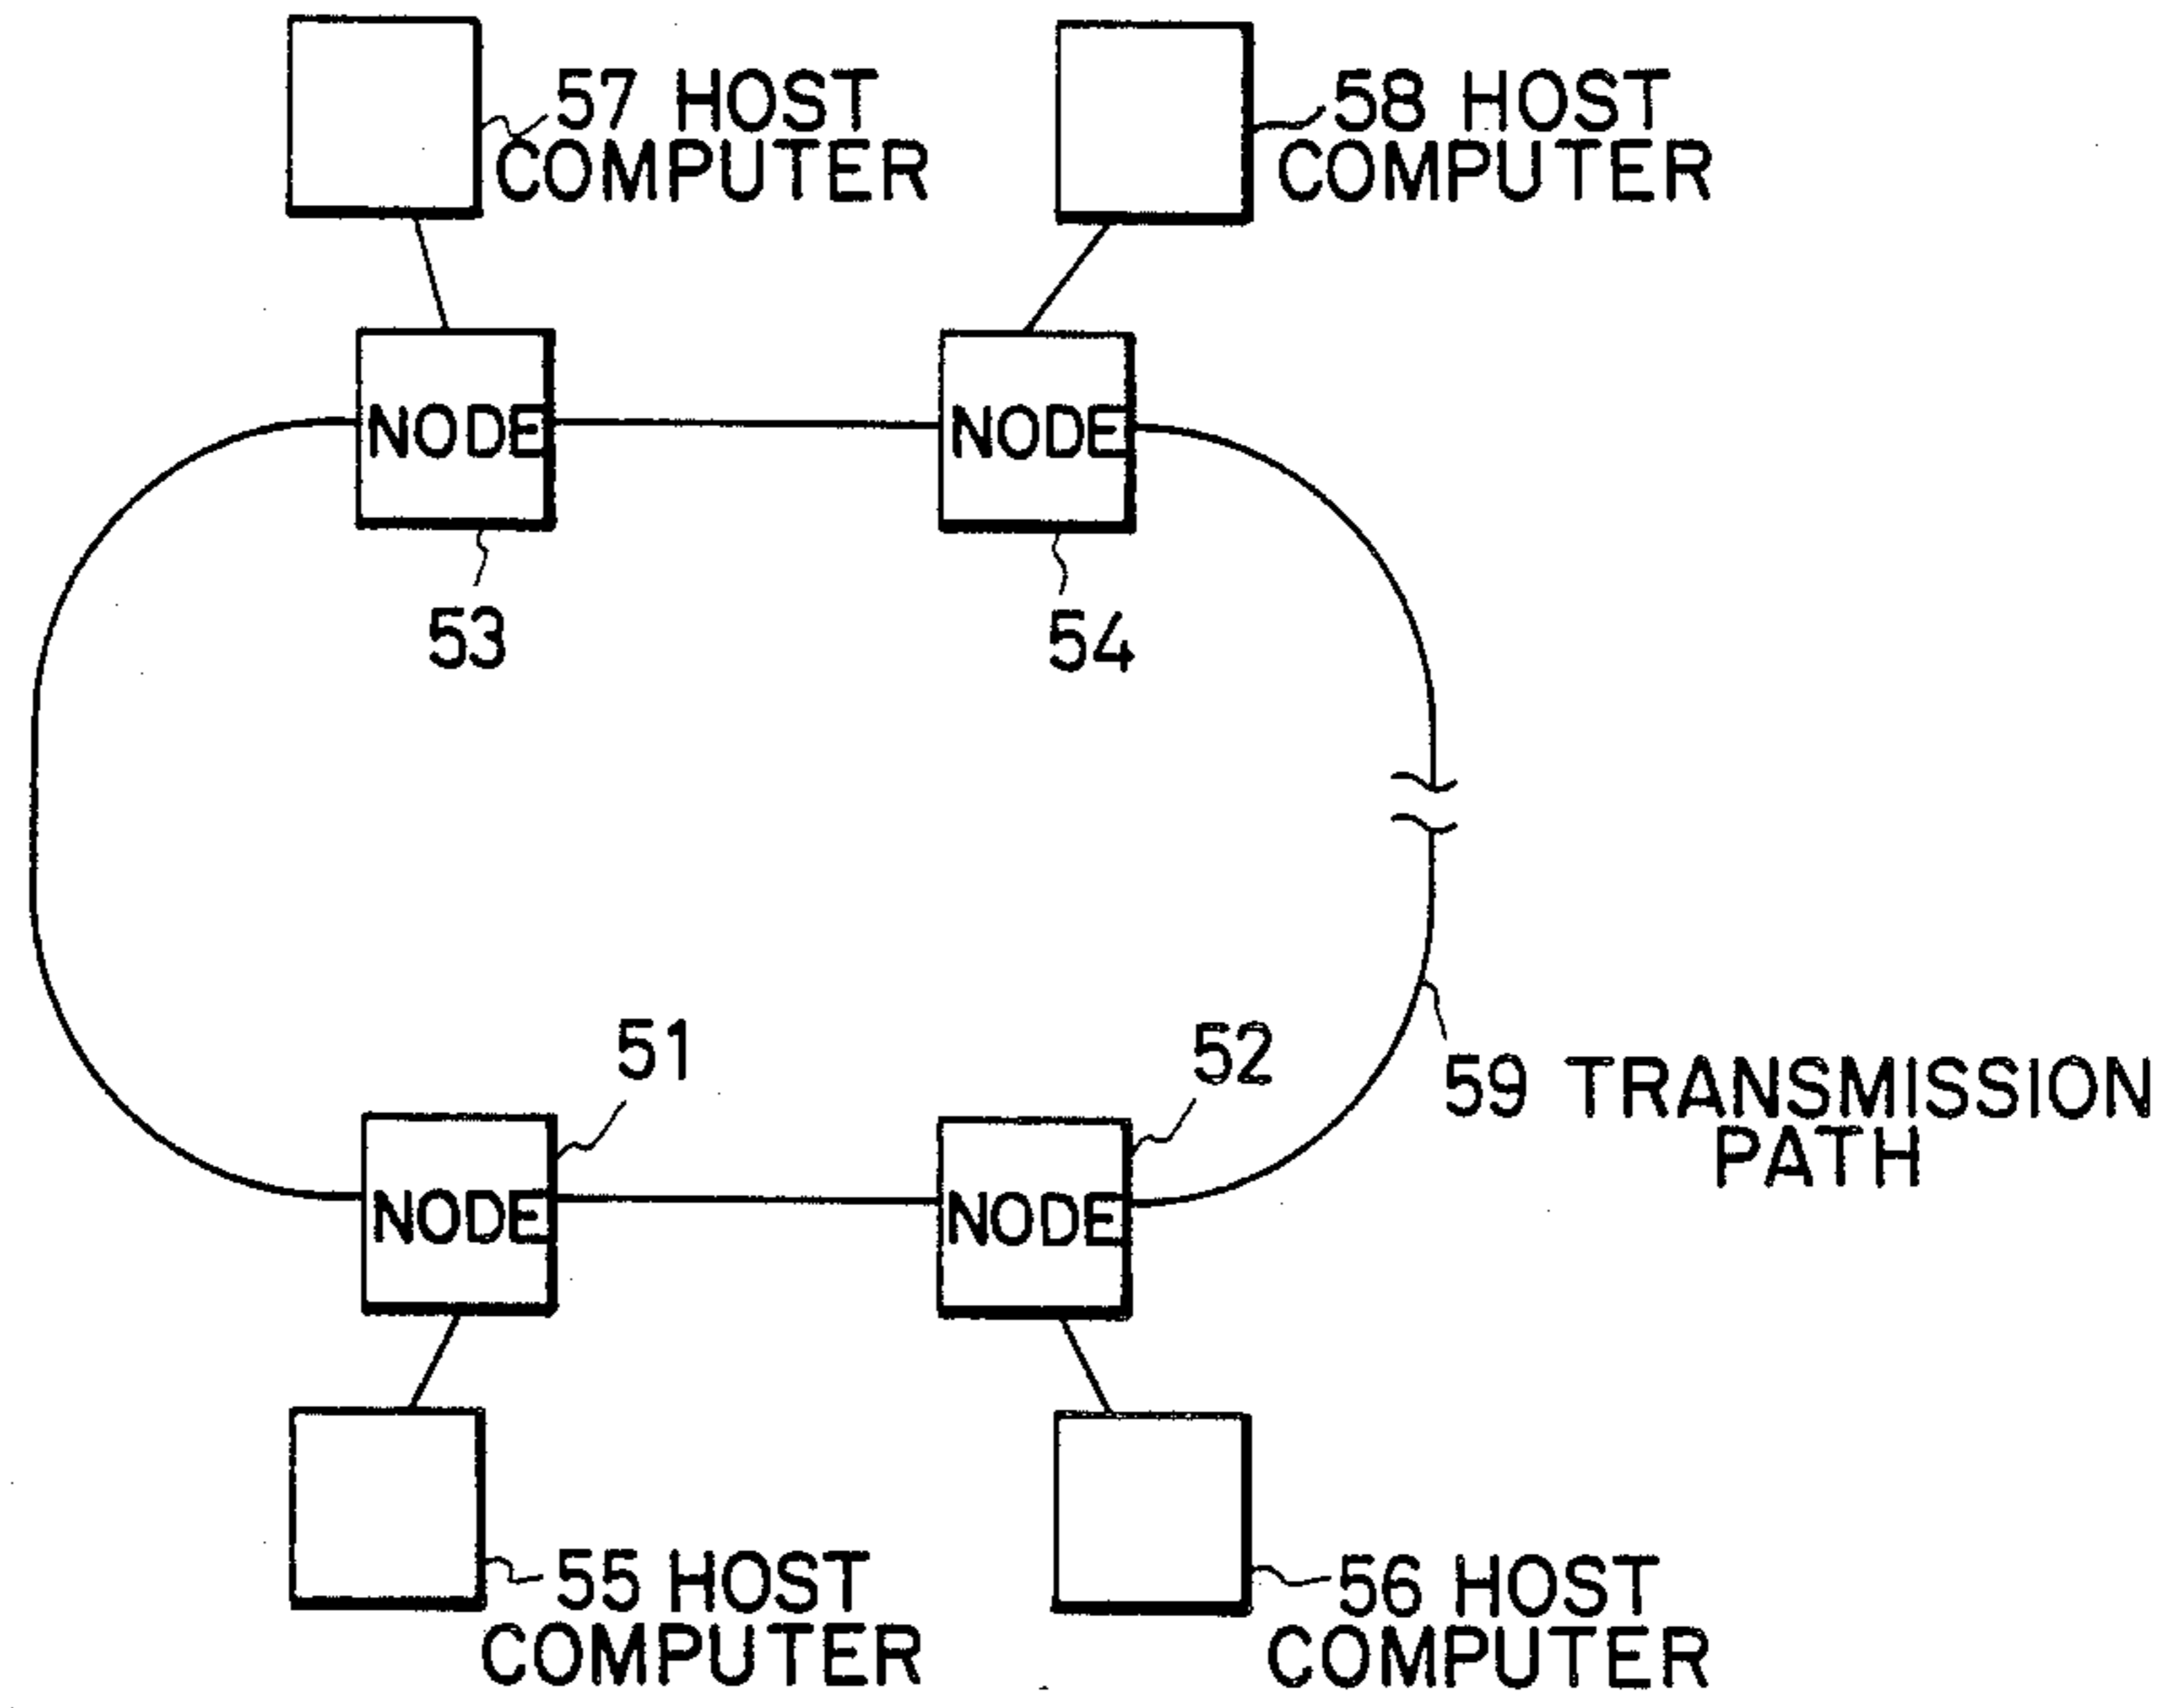 57 HOST
COMPUTER
58 HOST
COMPUTER
NODE
NODE
53
54
51
52
59 TRANSMISSION
PATH
NODE
NODE
55 HOST
COMPUTER
56 HOST
COMPUTER